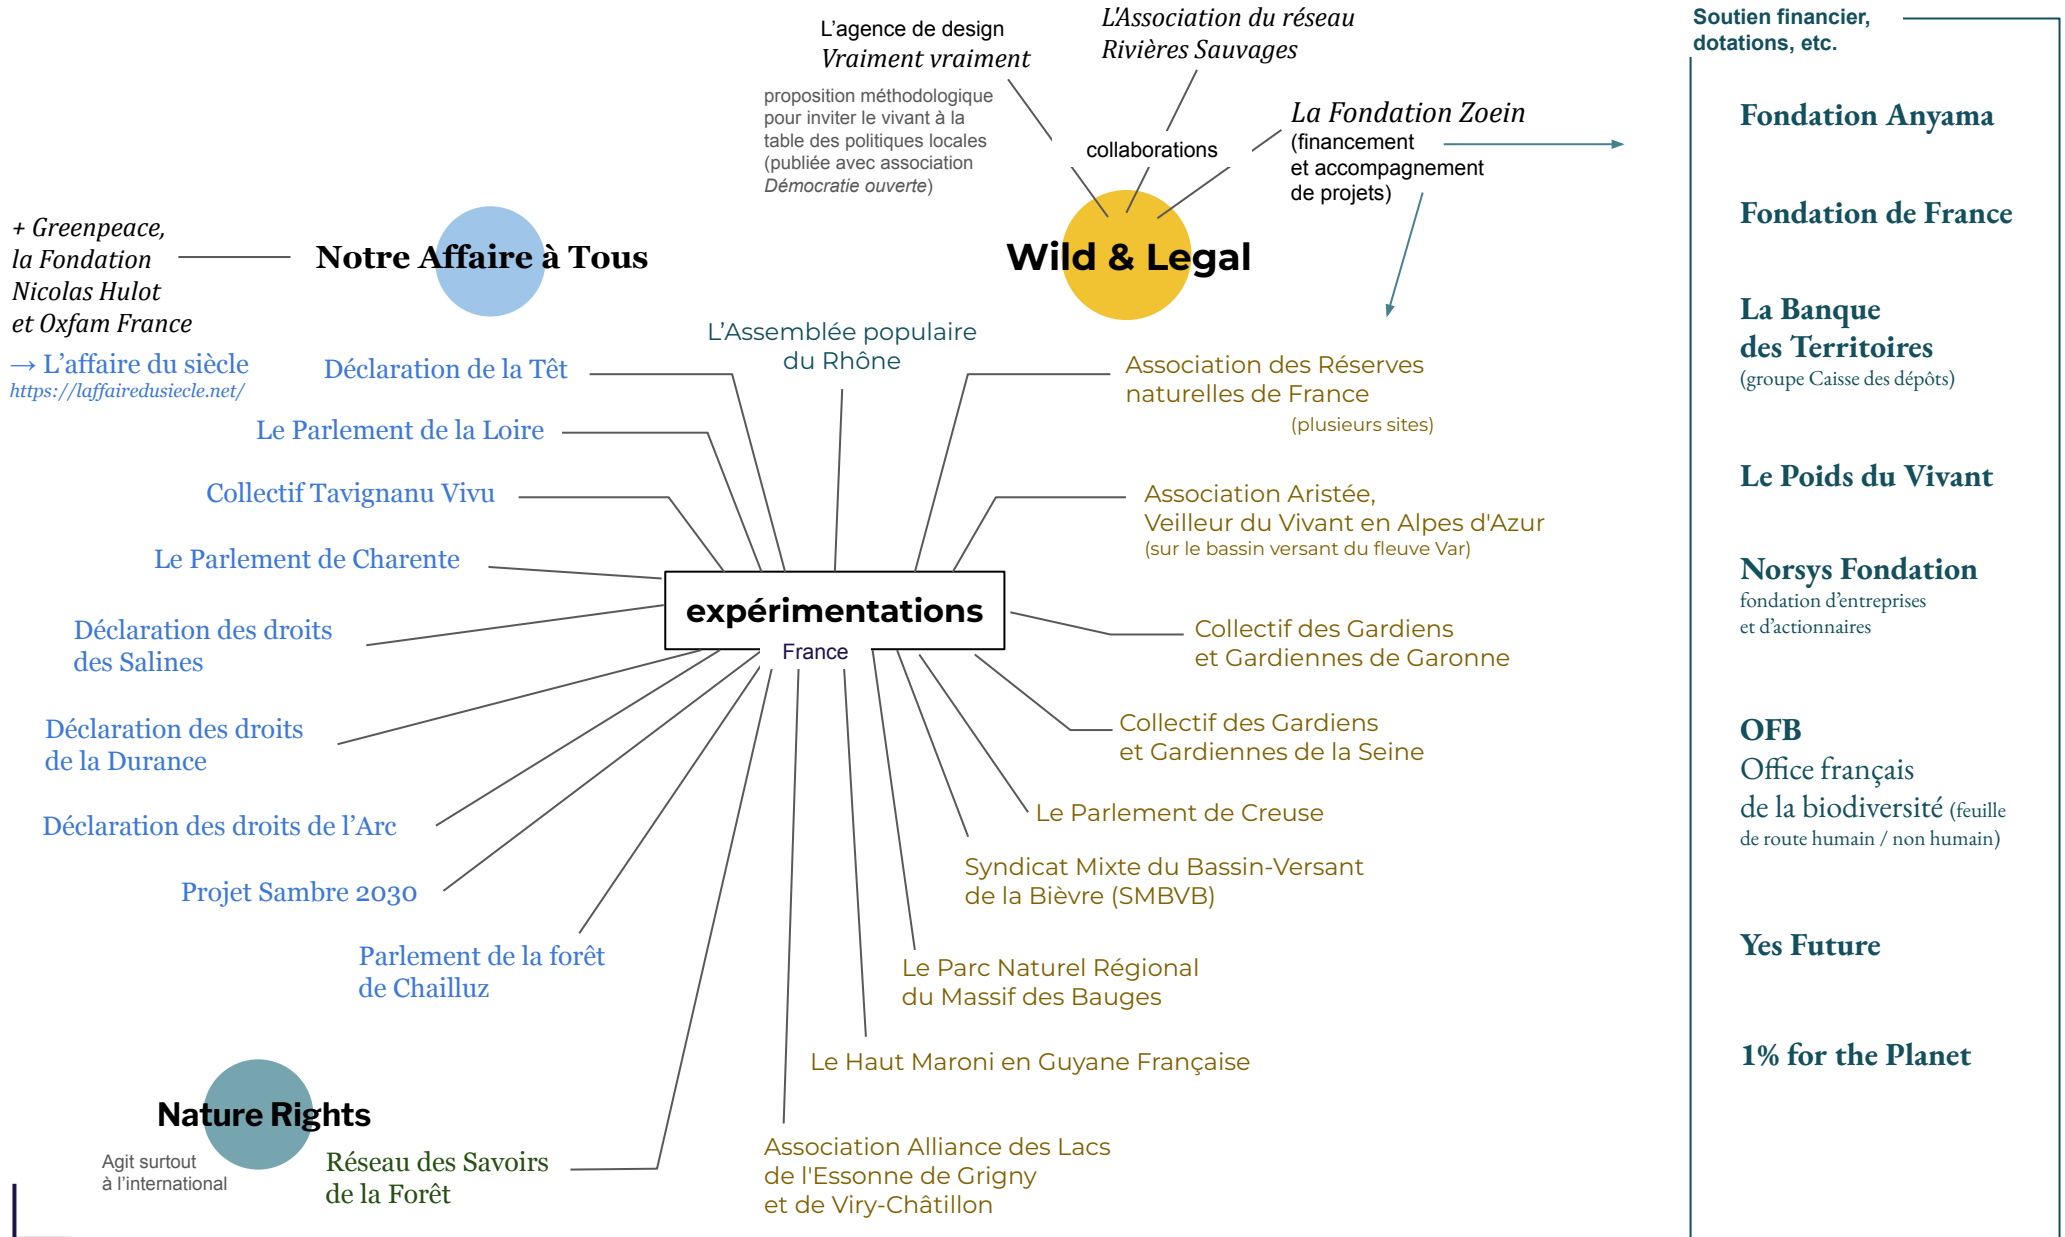 L'agence de design
Vraiment vraiment
proposition méthodologique
pour inviter le vivant à la
table des politiques locales
(publiée avec association
Démocratie ouverte)
L'Association du réseau
Rivières Sauvages
collaborations
La Fondation Zoein
(financement
et accompagnement
de projets)
Soutien financier,
dotations, etc.
+ Greenpeace,
la Fondation
Nicolas Hulot
et Oxfam France
→ L'affaire du siècle
https://laffairedusiecle.net/
Notre Affaire à Tous
Wild & Legal
Déclaration de la Têt
Le Parlement de la Loire
Collectif Tavignanu Vivu
Le Parlement de Charente
Déclaration des droits
des Salines
Déclaration des droits
de la Durance
Déclaration des droits de l'Arc
Projet Sambre 2030
Parlement de la forêt
de Chailluz
L'Assemblée populaire
du Rhône
expérimentations
France
Association des Réserves
naturelles de France
(plusieurs sites)
Association Aristée,
Veilleur du Vivant en Alpes d'Azur
(sur le bassin versant du fleuve Var)
Collectif des Gardiens
et Gardiennes de Garonne
Collectif des Gardiens
et Gardiennes de la Seine
Le Parlement de Creuse
Syndicat Mixte du Bassin-Versant
de la Bièvre (SMBVB)
Le Parc Naturel Régional
du Massif des Bauges
Le Haut Maroni en Guyane Française
Association Alliance des Lacs
de l'Essonne de Grigny
et de Viry-Châtillon
Nature Rights
Agit surtout
à l'international
Réseau des Savoirs
de la Forêt
Fondation Anyama
Fondation de France
La Banque
des Territoires
(groupe Caisse des dépôts)
Le Poids du Vivant
Norsys Fondation
fondation d'entreprises
et d'actionnaires
OFB
Office français
de la biodiversité (feuille
de route humain / non humain)
Yes Future
1% for the Planet